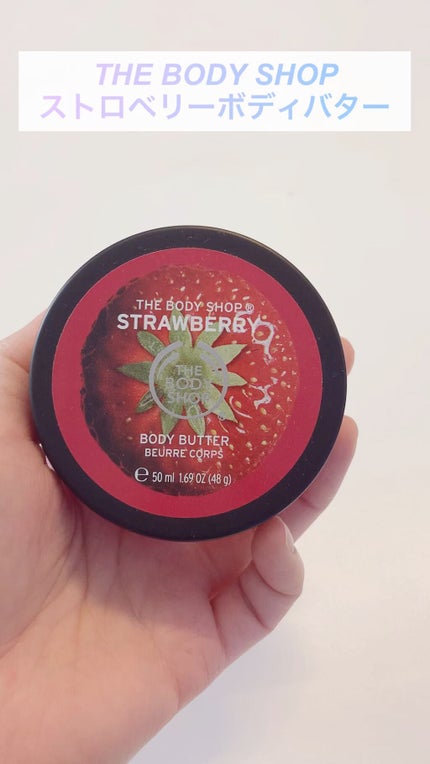 THE BODY SHOP
ストロベリーボディバター
THE BODY SHOP®
STRAWBERRY
THE
BODY
SHOP
BODY BUTTER
BEURRE CORPS
℮ 50 ml 1.69 OZ (48 g)